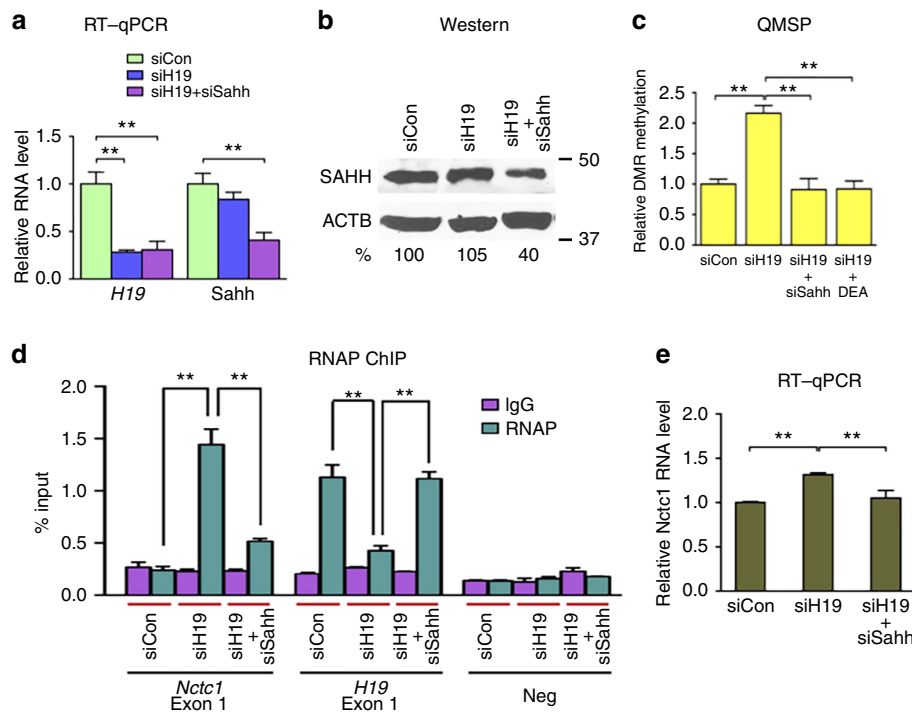 a RT–qPCR
siCon
siH19
siH19+siSahh
Relative RNA level
1.5
1.0
0.5
0.0
** ** **
H19 Sahh
b Western
siCon siH19 siH19 + siSahh
SAHH
ACTB
50
37
% 100 105 40
c QMSP
Relative DMR methylation
2.5
2.0
1.5
1.0
0.5
0.0
** ** **
siCon siH19 siH19 + siSahh siH19 + DEA
d RNAP ChIP
% input
2.0
1.5
1.0
0.5
0.0
** ** ** **
IgG
RNAP
siCon siH19 siH19 + siSahh siCon siH19 siH19 + siSahh siCon siH19 siH19 + siSahh
Nctc1 H19 Neg
Exon 1 Exon 1
e RT–qPCR
Relative Nctc1 RNA level
2.0
1.5
1.0
0.5
0.0
** **
siCon siH19 siH19
+
siSahh